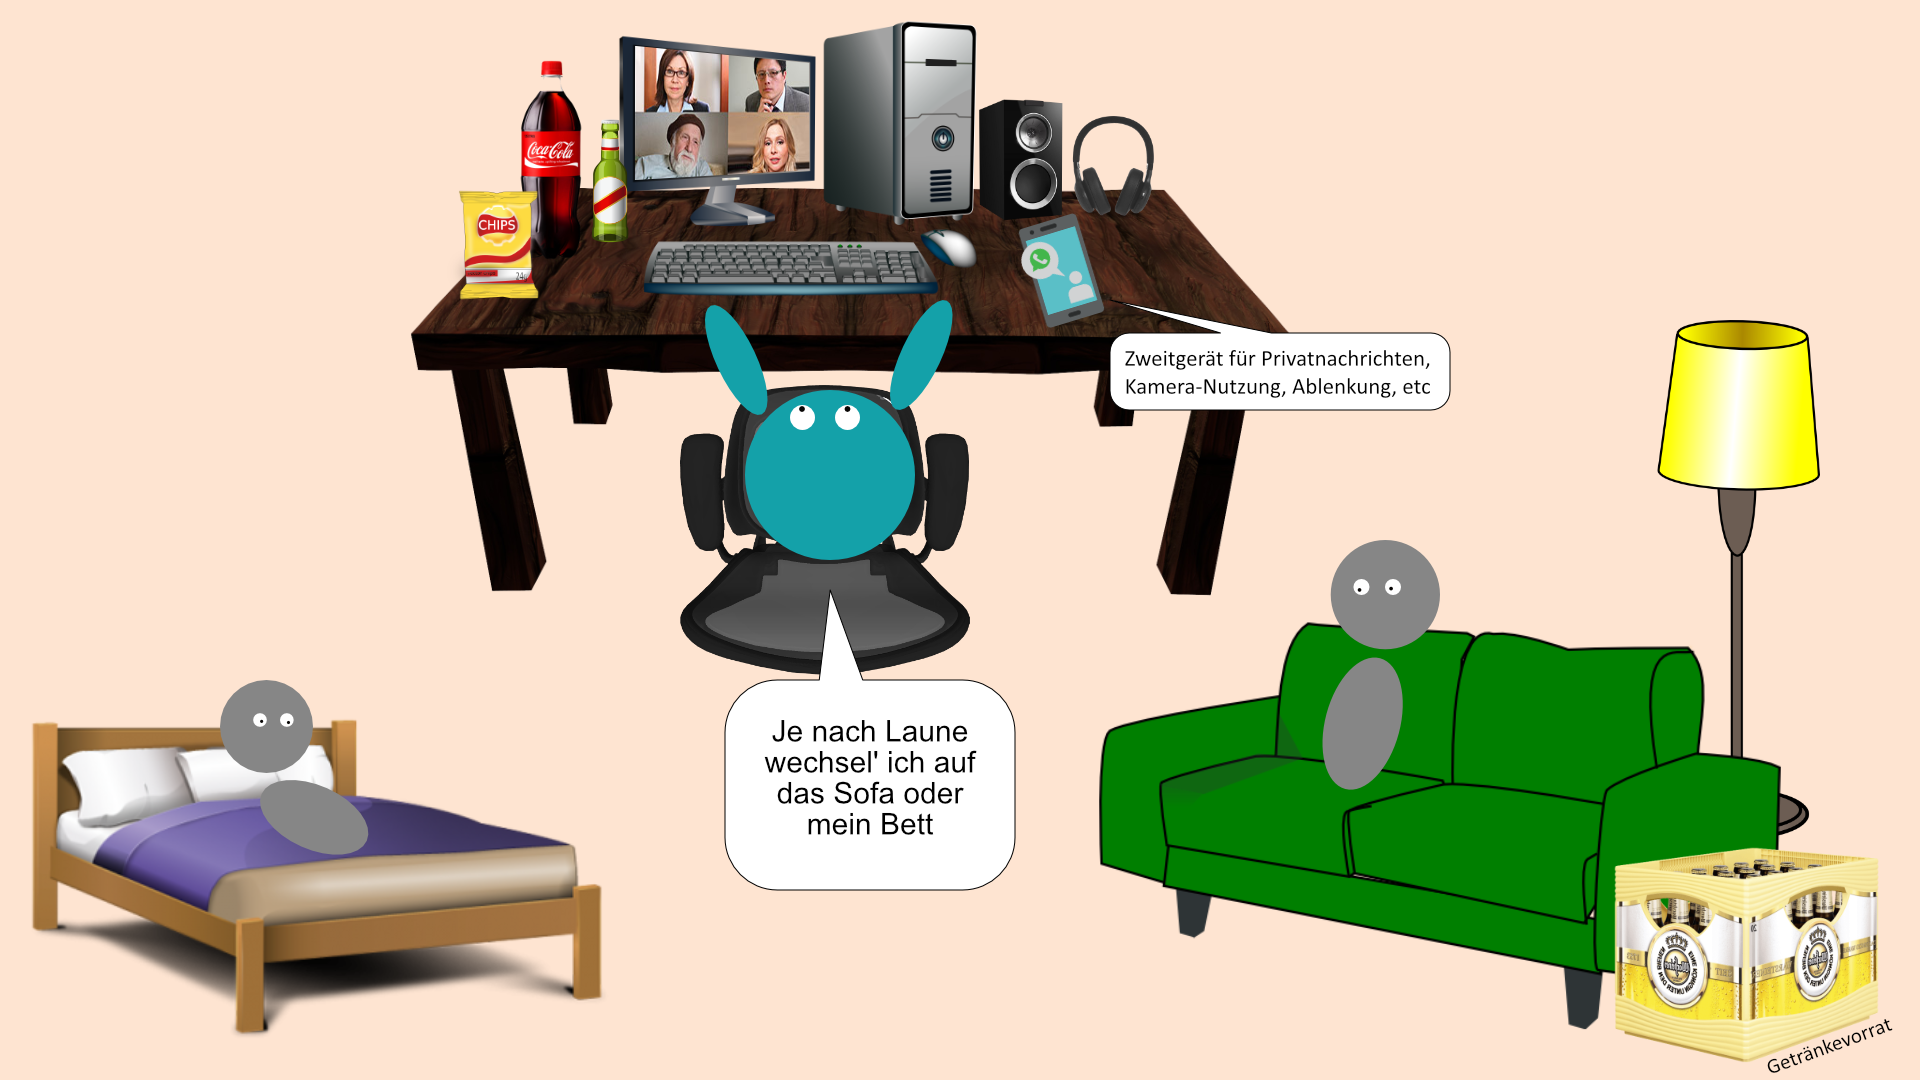 Coca-Cola
CHIPS
Zweitgerät für Privatnachrichten,
Kamera-Nutzung, Ablenkung, etc
Je nach Laune
wechsel' ich auf
das Sofa oder
mein Bett
Getränkevorrat